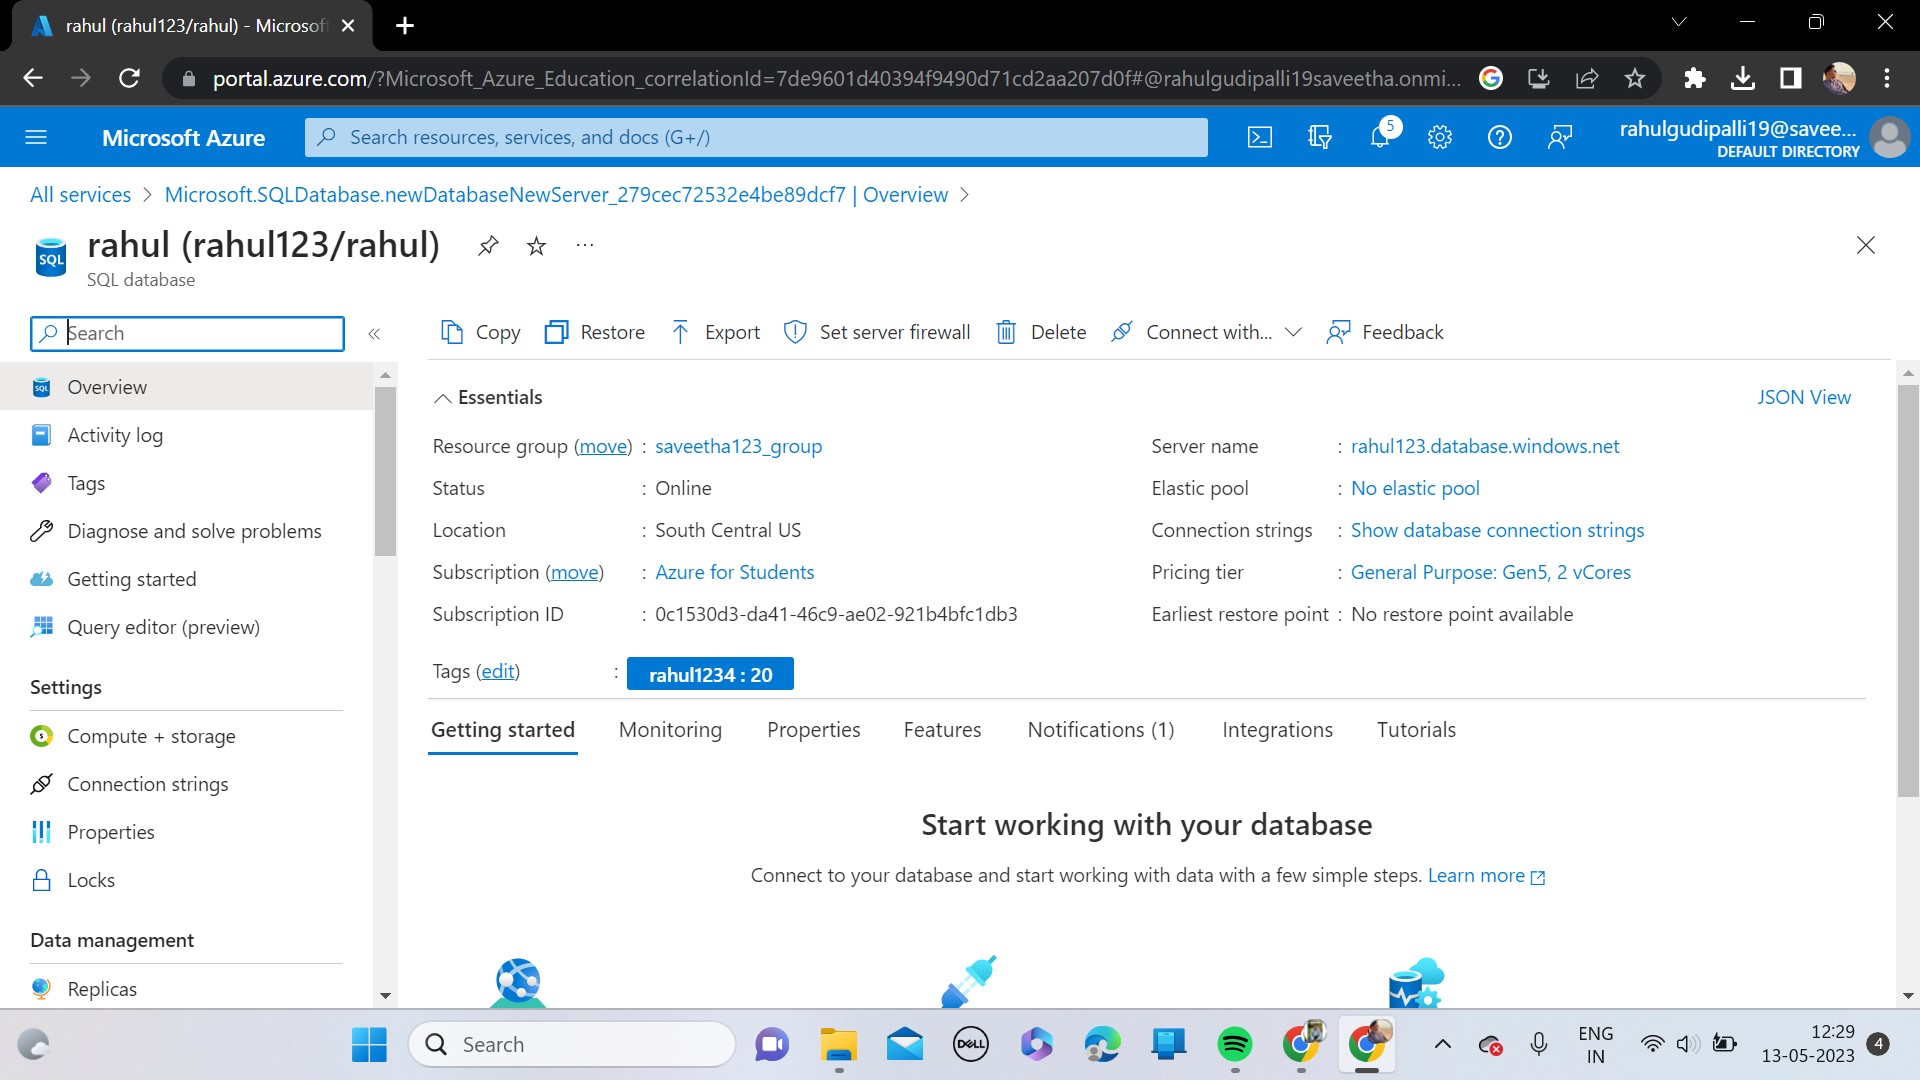 rahul (rahul123/rahul) - Microsof
portal.azure.com/?Microsoft_Azure_Education_correlationId=7de9601d40394f9490d71cd2aa207d0f#@rahulgudipalli19saveetha.onmi...
Microsoft Azure
Search resources, services, and docs (G+/)
5
rahulgudipalli19@savee...
DEFAULT DIRECTORY
All services > Microsoft.SQLDatabase.newDatabaseNewServer_279cec72532e4be89dcf7 | Overview >
SQL
rahul (rahul123/rahul)
SQL database
Search
Copy
Restore
Export
Set server firewall
Delete
Connect with...
Feedback
SQL
Overview
Activity log
Tags
Diagnose and solve problems
Getting started
Query editor (preview)
Settings
Compute + storage
Connection strings
Properties
Locks
Data management
Replicas
Essentials
JSON View
Resource group (move) : saveetha123_group
Status : Online
Location : South Central US
Subscription (move) : Azure for Students
Subscription ID : 0c1530d3-da41-46c9-ae02-921b4bfc1db3
Server name : rahul123.database.windows.net
Elastic pool : No elastic pool
Connection strings : Show database connection strings
Pricing tier : General Purpose: Gen5, 2 vCores
Earliest restore point : No restore point available
Tags (edit) : rahul1234 : 20
Getting started
Monitoring
Properties
Features
Notifications (1)
Integrations
Tutorials
Start working with your database
Connect to your database and start working with data with a few simple steps. Learn more
Search
DELL
ENG
IN
12:29
13-05-2023
4